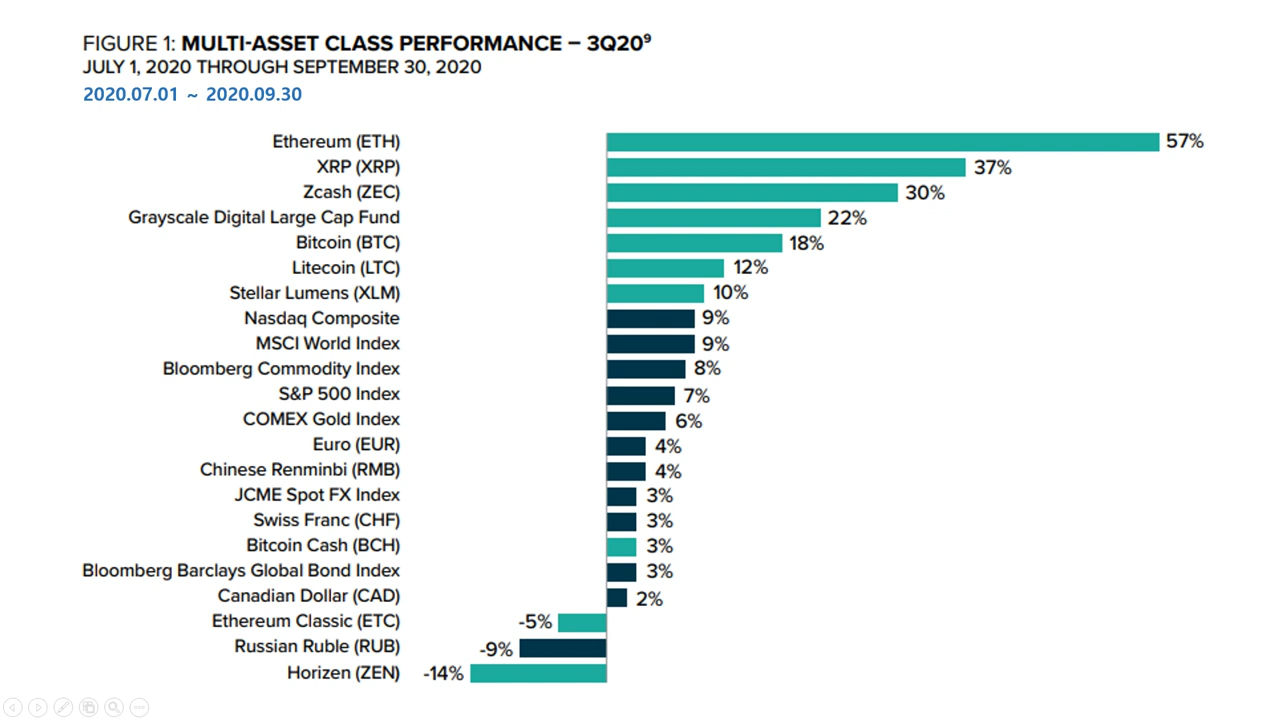 FIGURE 1: MULTI-ASSET CLASS PERFORMANCE – 3Q20⁹
JULY 1, 2020 THROUGH SEPTEMBER 30, 2020
2020.07.01 ~ 2020.09.30
Ethereum (ETH) 57%
XRP (XRP) 37%
Zcash (ZEC) 30%
Grayscale Digital Large Cap Fund 22%
Bitcoin (BTC) 18%
Litecoin (LTC) 12%
Stellar Lumens (XLM) 10%
Nasdaq Composite 9%
MSCI World Index 9%
Bloomberg Commodity Index 8%
S&P 500 Index 7%
COMEX Gold Index 6%
Euro (EUR) 4%
Chinese Renminbi (RMB) 4%
JCME Spot FX Index 3%
Swiss Franc (CHF) 3%
Bitcoin Cash (BCH) 3%
Bloomberg Barclays Global Bond Index 3%
Canadian Dollar (CAD) 2%
Ethereum Classic (ETC) -5%
Russian Ruble (RUB) -9%
Horizen (ZEN) -14%